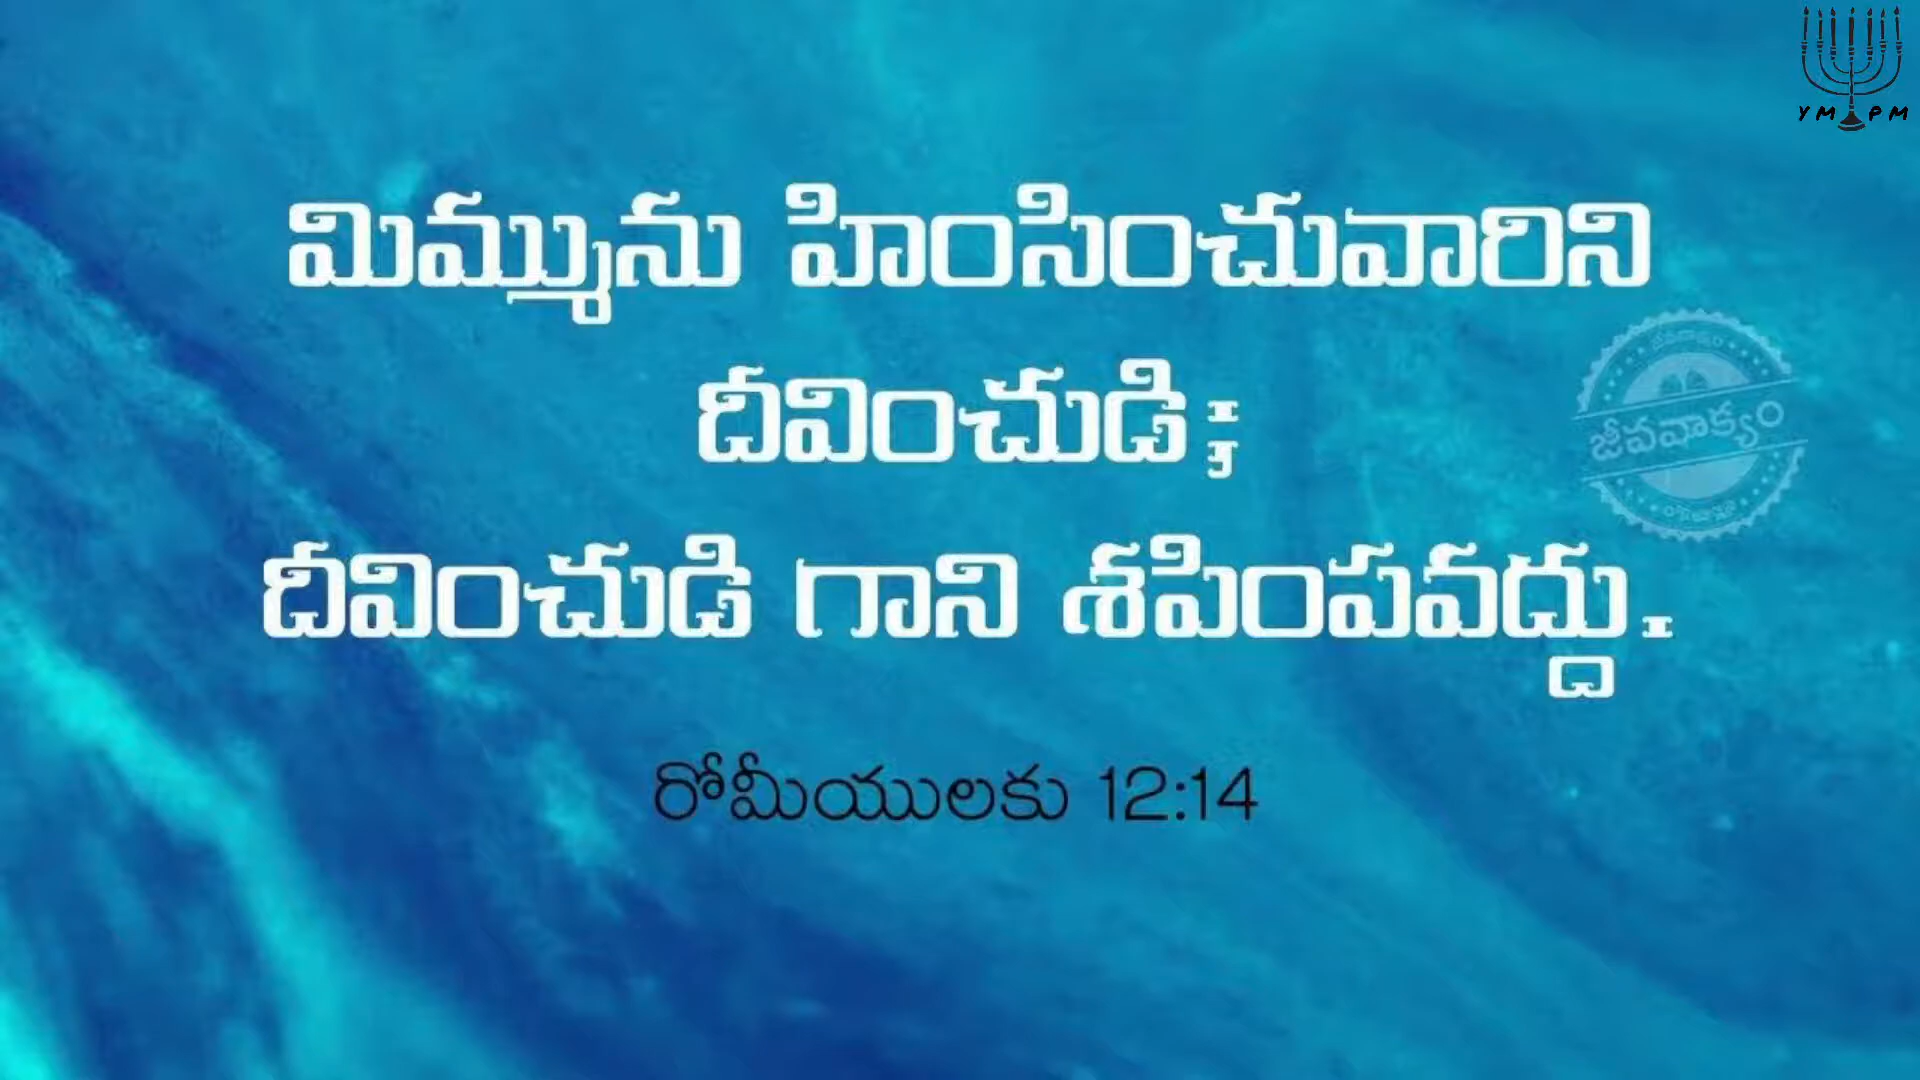 YM PM
మిమ్మును హింసించువారిని
దీవించుడి;
జీవవాక్యం
దీవించుడి గాని శపింపవద్దు.
రోమీయులకు 12:14